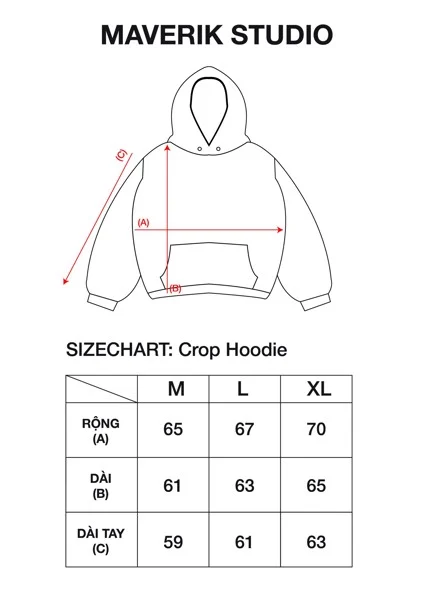 MAVERIK STUDIO
(C)
(A)
(B)
SIZECHART: Crop Hoodie
M L XL
RỘNG
(A) 65 67 70
DÀI
(B) 61 63 65
DÀI TAY
(C) 59 61 63